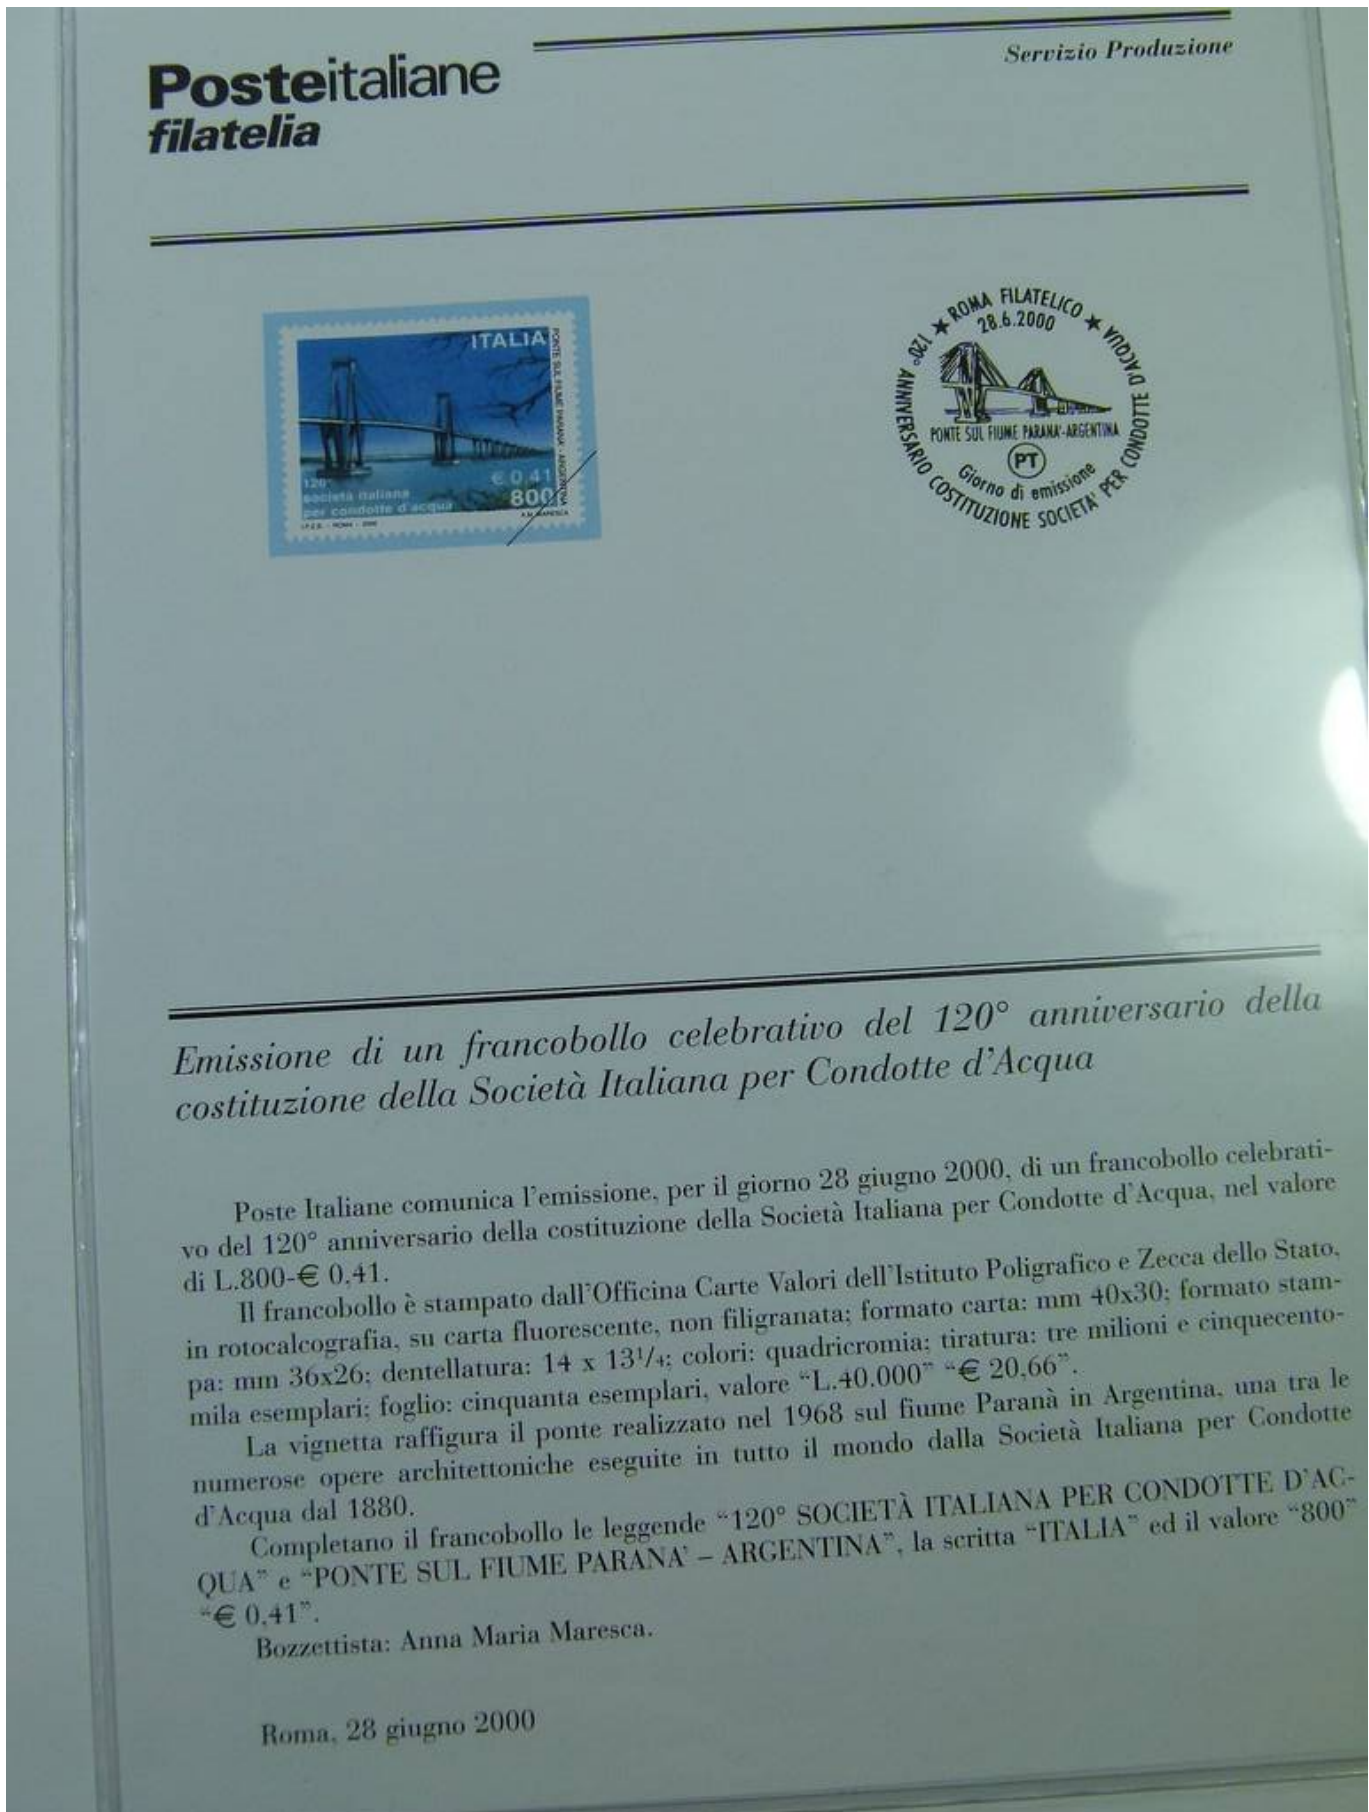 Posteitaliane
filatelia
Servizio Produzione
ITALIA
PONTE SUL FIUME PARANA' - ARGENTINA
€ 0,41
800
120°
società italiana
per condotte d'acqua
I.P.Z.S. - ROMA - 2000
A.M. MARESCA
★ ROMA FILATELICO ★
28.6.2000
120° ANNIVERSARIO COSTITUZIONE SOCIETA' PER CONDOTTE D'ACQUA
PONTE SUL FIUME PARANA'-ARGENTINA
PT
Giorno di emissione
Emissione di un francobollo celebrativo del 120° anniversario della
costituzione della Società Italiana per Condotte d'Acqua
Poste Italiane comunica l'emissione, per il giorno 28 giugno 2000, di un francobollo celebrati-
vo del 120° anniversario della costituzione della Società Italiana per Condotte d'Acqua, nel valore
di L.800-€ 0,41.
Il francobollo è stampato dall'Officina Carte Valori dell'Istituto Poligrafico e Zecca dello Stato,
in rotocalcografia, su carta fluorescente, non filigranata; formato carta: mm 40x30; formato stam-
pa: mm 36x26; dentellatura: 14 x 13¹/₄; colori: quadricromia; tiratura: tre milioni e cinquecento-
mila esemplari; foglio: cinquanta esemplari, valore “L.40.000” “€ 20,66”.
La vignetta raffigura il ponte realizzato nel 1968 sul fiume Paranà in Argentina, una tra le
numerose opere architettoniche eseguite in tutto il mondo dalla Società Italiana per Condotte
d'Acqua dal 1880.
Completano il francobollo le leggende “120° SOCIETÀ ITALIANA PER CONDOTTE D'AC-
QUA” e “PONTE SUL FIUME PARANA' – ARGENTINA”, la scritta “ITALIA” ed il valore “800”
“€ 0,41”.
Bozzettista: Anna Maria Maresca.
Roma, 28 giugno 2000